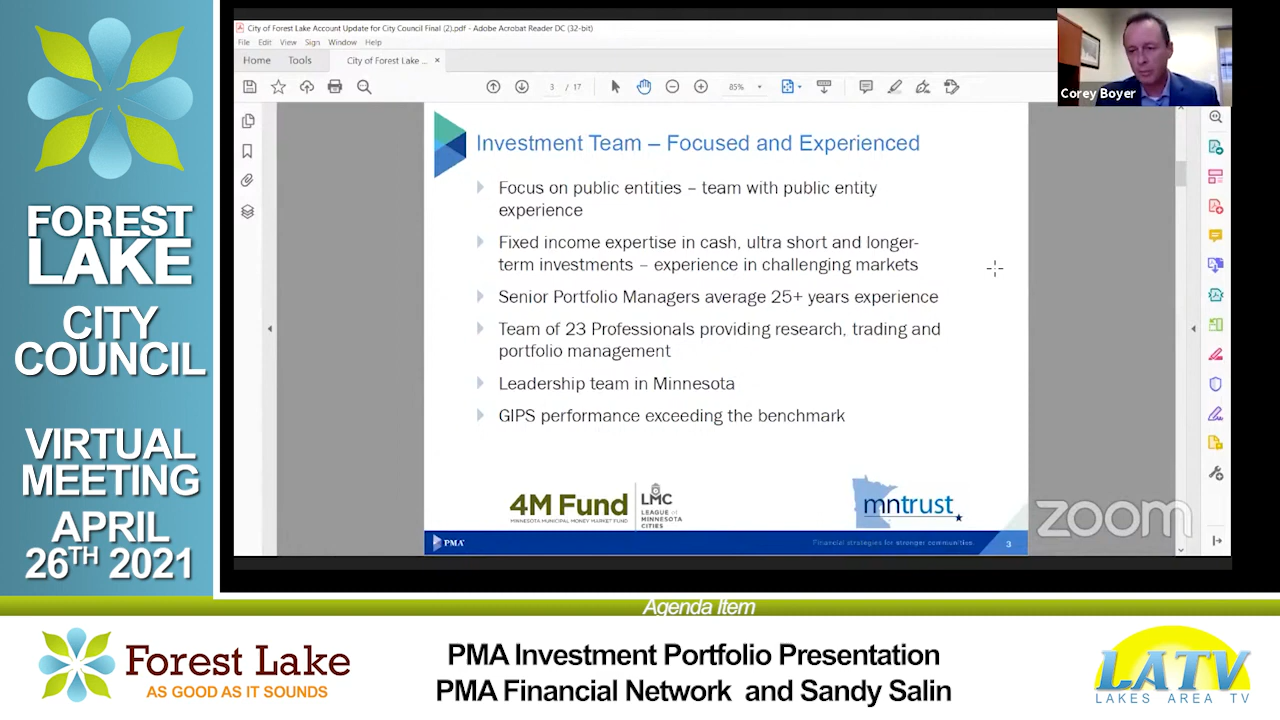 FOREST
LAKE
CITY
COUNCIL
VIRTUAL
MEETING
APRIL
26TH 2021
City of Forest Lake Account Update for City Council Final (2).pdf - Adobe Acrobat Reader DC (32-bit)
File Edit View Sign Window Help
Home Tools City of Forest Lake ... ×
3 / 17 85%
Corey Boyer
Investment Team – Focused and Experienced
Focus on public entities – team with public entity
experience
Fixed income expertise in cash, ultra short and longer-
term investments – experience in challenging markets
Senior Portfolio Managers average 25+ years experience
Team of 23 Professionals providing research, trading and
portfolio management
Leadership team in Minnesota
GIPS performance exceeding the benchmark
4M Fund
MINNESOTA MUNICIPAL MONEY MARKET FUND
LMC
LEAGUE of
MINNESOTA
CITIES
mntrust
zoom
PMA
Financial strategies for stronger communities.
3
Agenda Item
Forest Lake
AS GOOD AS IT SOUNDS
PMA Investment Portfolio Presentation
PMA Financial Network and Sandy Salin
LATV
LAKES AREA TV